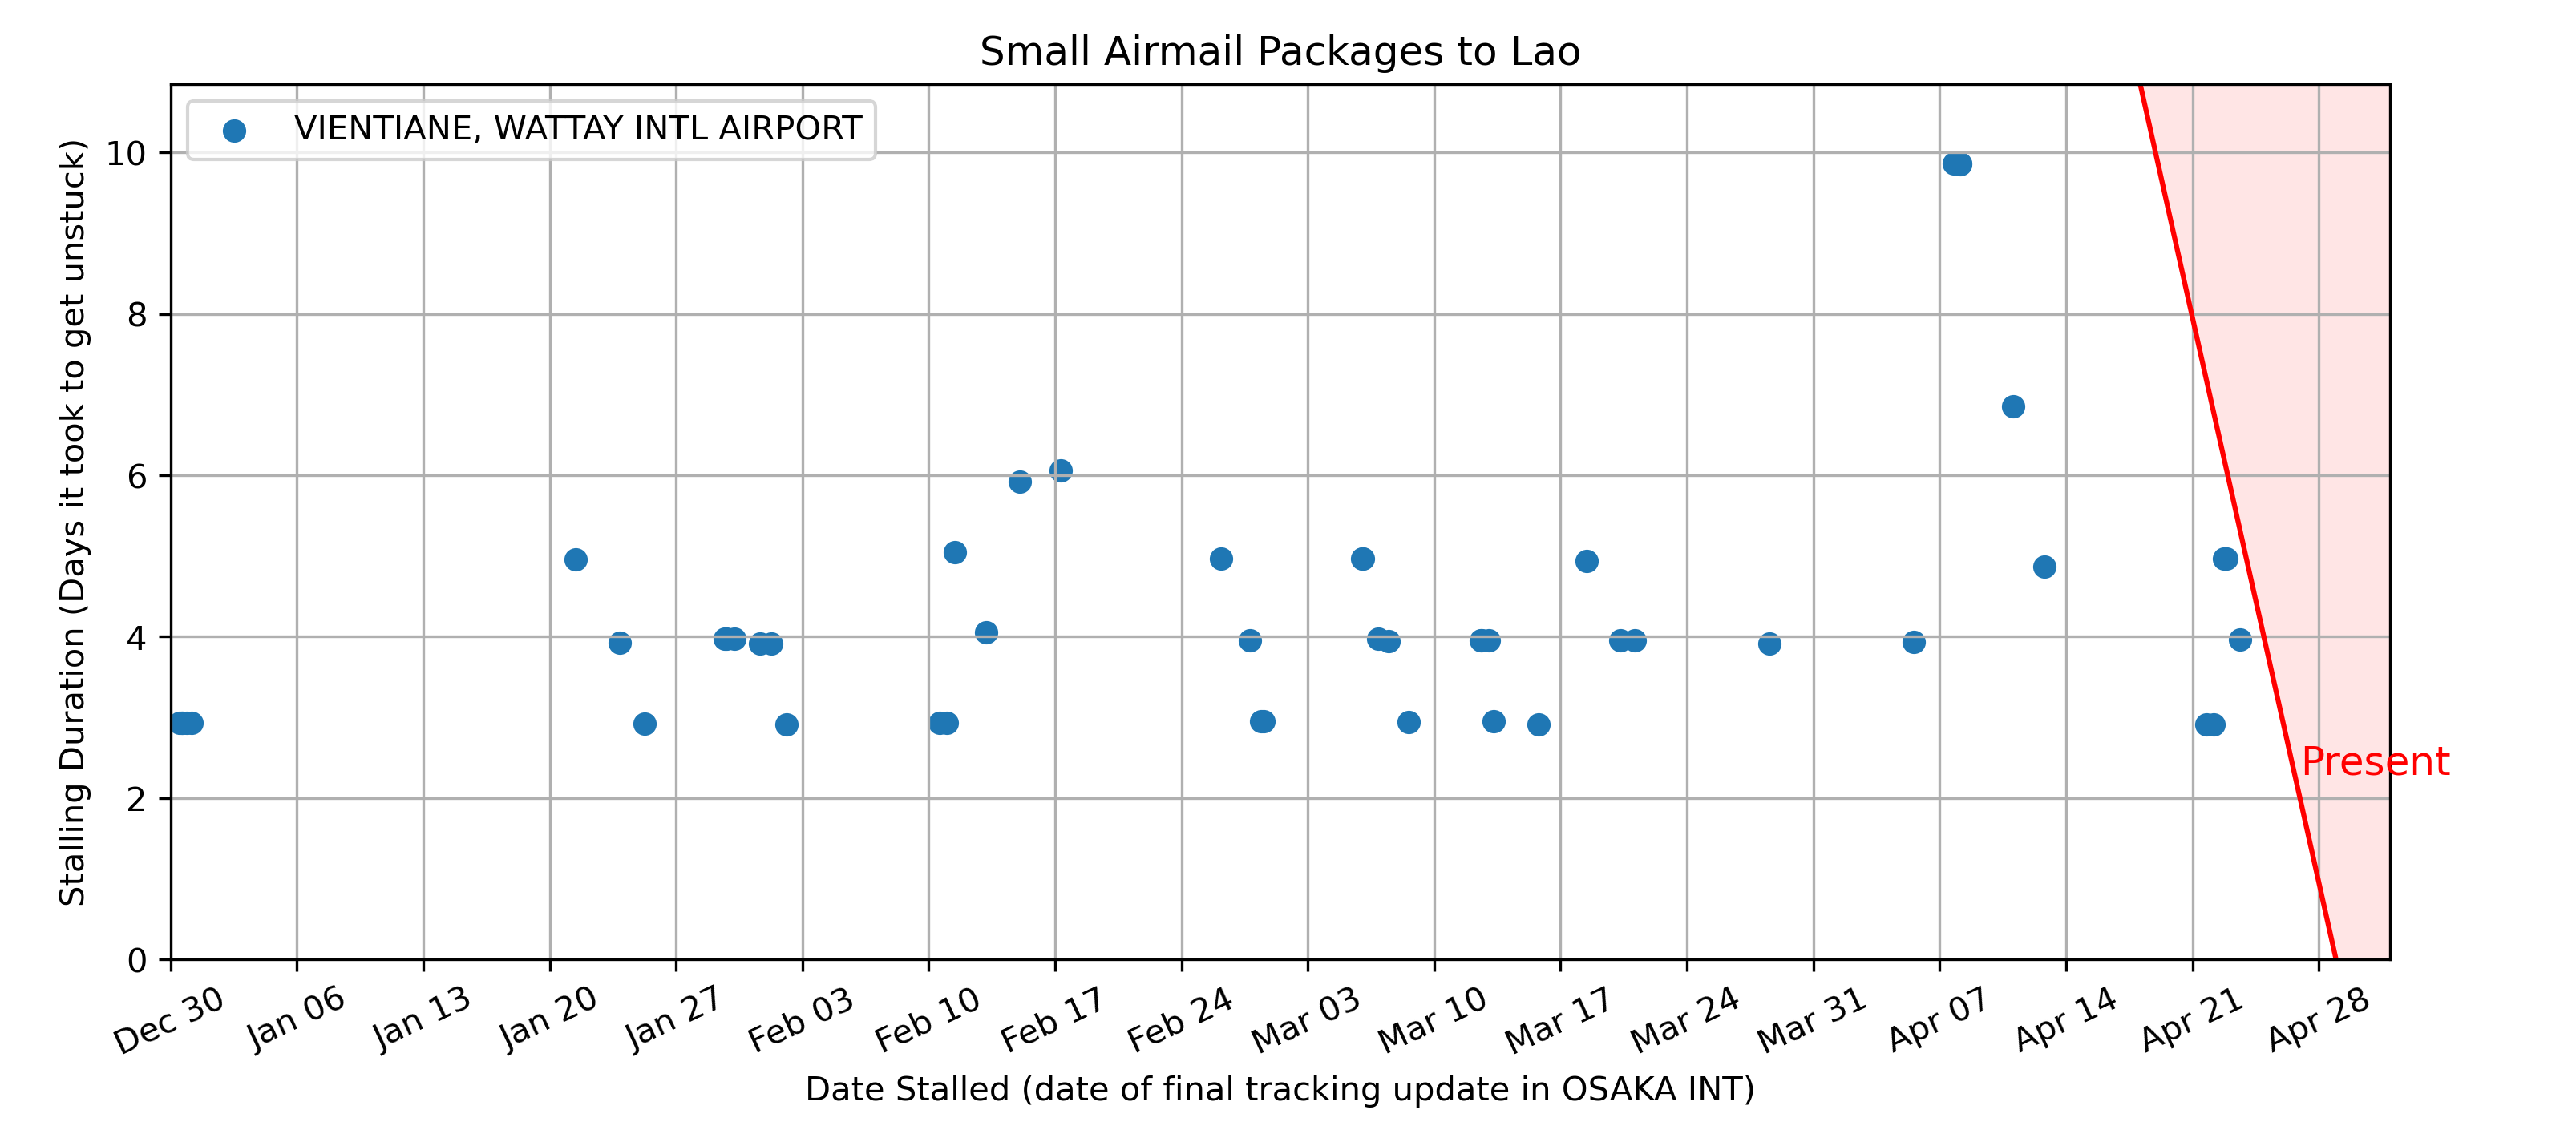 Small Airmail Packages to Lao
VIENTIANE, WATTAY INTL AIRPORT
Stalling Duration (Days it took to get unstuck)
10
8
6
4
2
0
Present
Dec 30
Jan 06
Jan 13
Jan 20
Jan 27
Feb 03
Feb 10
Feb 17
Feb 24
Mar 03
Mar 10
Mar 17
Mar 24
Mar 31
Apr 07
Apr 14
Apr 21
Apr 28
Date Stalled (date of final tracking update in OSAKA INT)